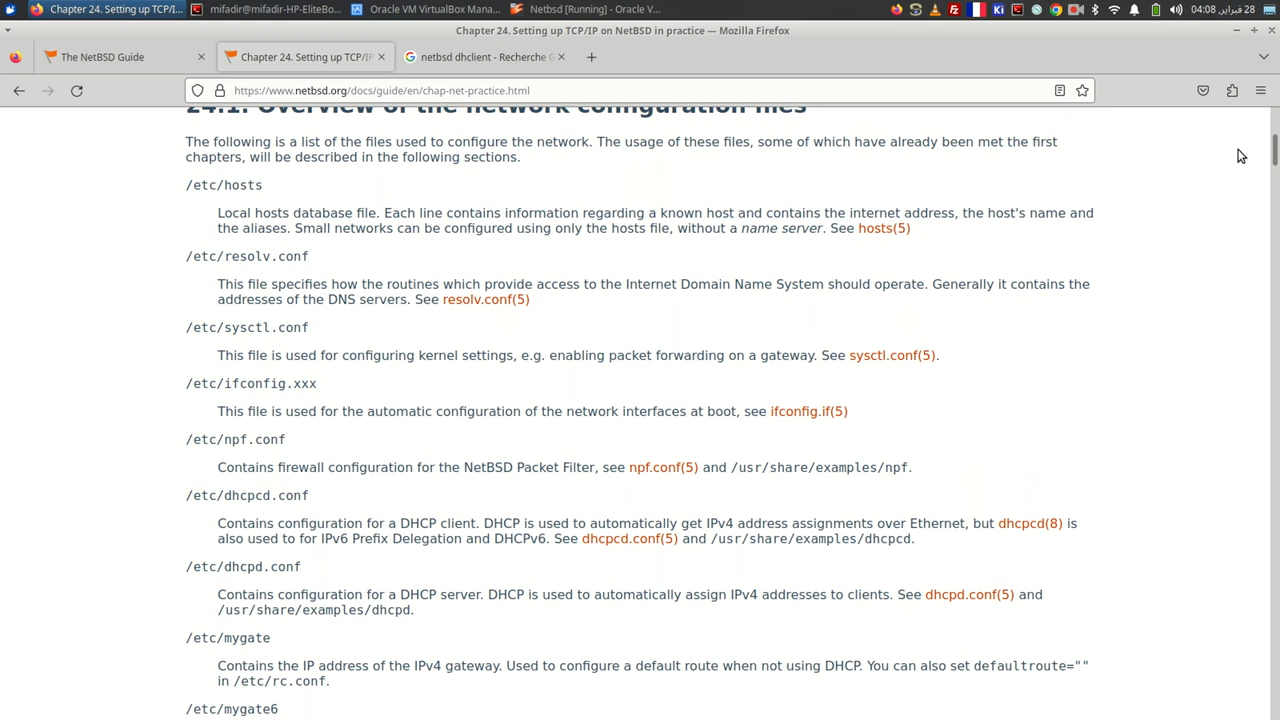 Chapter 24. Setting up TCP/I...
mifadir@mifadir-HP-EliteBo...
Oracle VM VirtualBox Mana...
Netbsd [Running] - Oracle V...
Ki
28 فبراير, 04:08
Chapter 24. Setting up TCP/IP on NetBSD in practice — Mozilla Firefox
The NetBSD Guide
Chapter 24. Setting up TCP/IP
netbsd dhclient - Recherche G
https://www.netbsd.org/docs/guide/en/chap-net-practice.html
24.1. Overview of the network configuration files
The following is a list of the files used to configure the network. The usage of these files, some of which have already been met the first
chapters, will be described in the following sections.
/etc/hosts
Local hosts database file. Each line contains information regarding a known host and contains the internet address, the host's name and
the aliases. Small networks can be configured using only the hosts file, without a name server. See hosts(5)
/etc/resolv.conf
This file specifies how the routines which provide access to the Internet Domain Name System should operate. Generally it contains the
addresses of the DNS servers. See resolv.conf(5)
/etc/sysctl.conf
This file is used for configuring kernel settings, e.g. enabling packet forwarding on a gateway. See sysctl.conf(5).
/etc/ifconfig.xxx
This file is used for the automatic configuration of the network interfaces at boot, see ifconfig.if(5)
/etc/npf.conf
Contains firewall configuration for the NetBSD Packet Filter, see npf.conf(5) and /usr/share/examples/npf.
/etc/dhcpcd.conf
Contains configuration for a DHCP client. DHCP is used to automatically get IPv4 address assignments over Ethernet, but dhcpcd(8) is
also used to for IPv6 Prefix Delegation and DHCPv6. See dhcpcd.conf(5) and /usr/share/examples/dhcpcd.
/etc/dhcpd.conf
Contains configuration for a DHCP server. DHCP is used to automatically assign IPv4 addresses to clients. See dhcpd.conf(5) and
/usr/share/examples/dhcpd.
/etc/mygate
Contains the IP address of the IPv4 gateway. Used to configure a default route when not using DHCP. You can also set defaultroute=""
in /etc/rc.conf.
/etc/mygate6